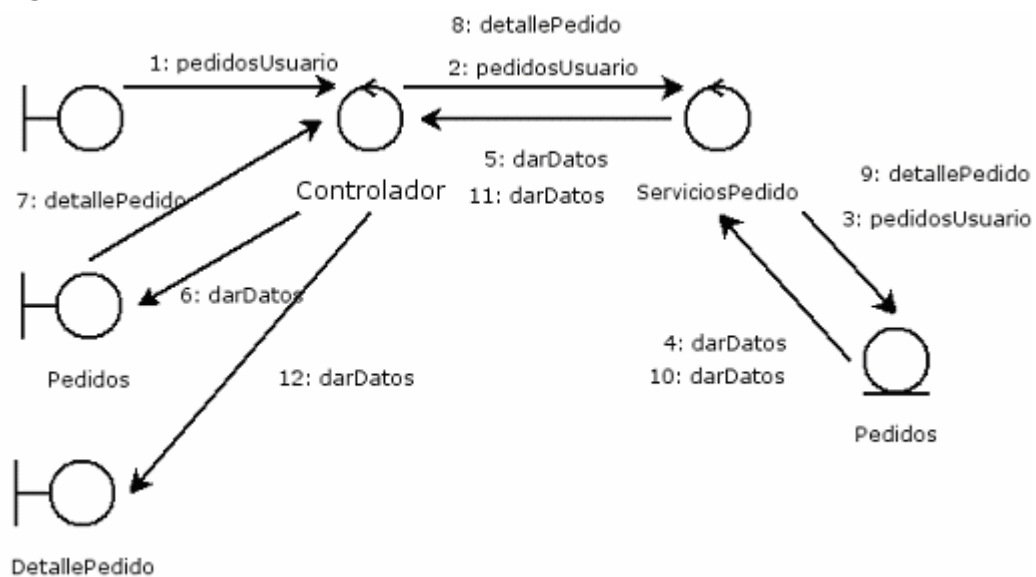 8: detallePedido
1: pedidosUsuario
2: pedidosUsuario
5: darDatos
11: darDatos
Controlador
ServiciosPedido
9: detallePedido
3: pedidosUsuario
7: detallePedido
6: darDatos
4: darDatos
10: darDatos
Pedidos
12: darDatos
Pedidos
DetallePedido